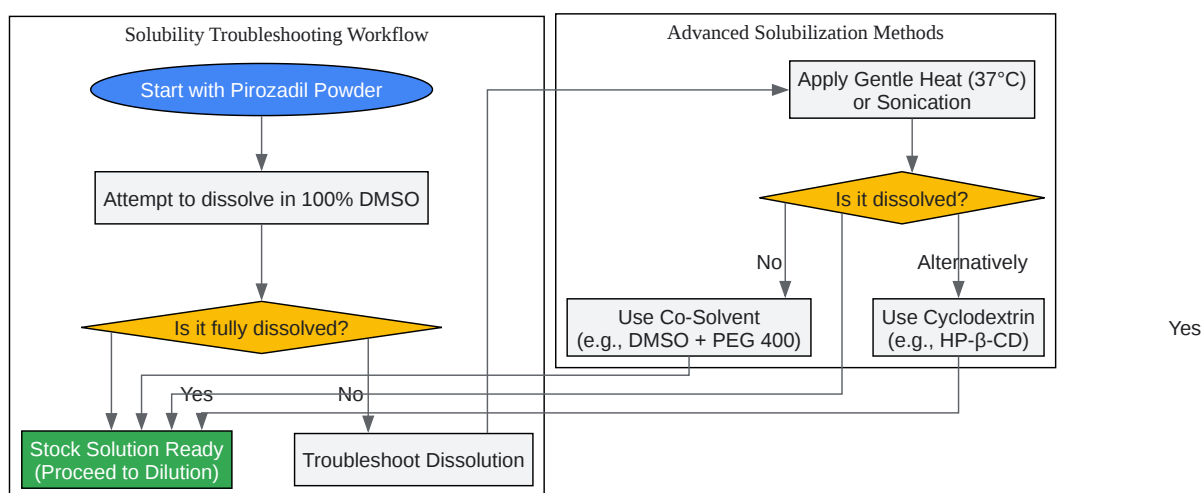 Solubility Troubleshooting Workflow
Start with Pirozadil Powder
Attempt to dissolve in 100% DMSO
Is it fully dissolved?
Yes
No
Stock Solution Ready
(Proceed to Dilution)
Troubleshoot Dissolution
Advanced Solubilization Methods
Apply Gentle Heat (37°C)
or Sonication
Is it dissolved?
No
Alternatively
Use Co-Solvent
(e.g., DMSO + PEG 400)
Use Cyclodextrin
(e.g., HP-β-CD)
Yes